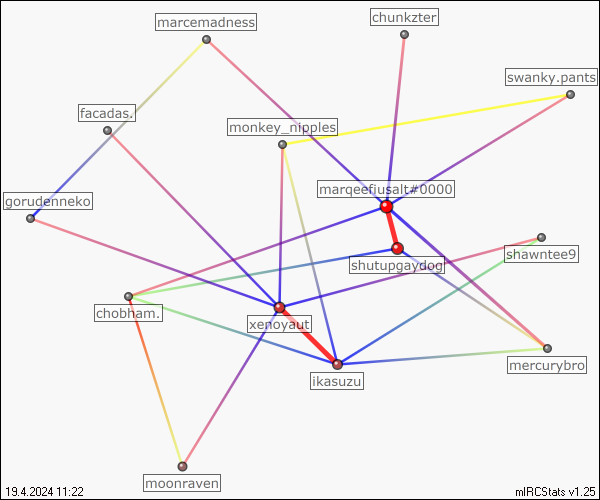 marcemadness
chunkzter
swanky.pants
facadas.
monkey_nipples
marqeefiusalt#0000
gorudenneko
shutupgaydog
shawntee9
chobham.
xenoyaut
mercurybro
ikasuzu
moonraven
19.4.2024 11:22
mIRCStats v1.25